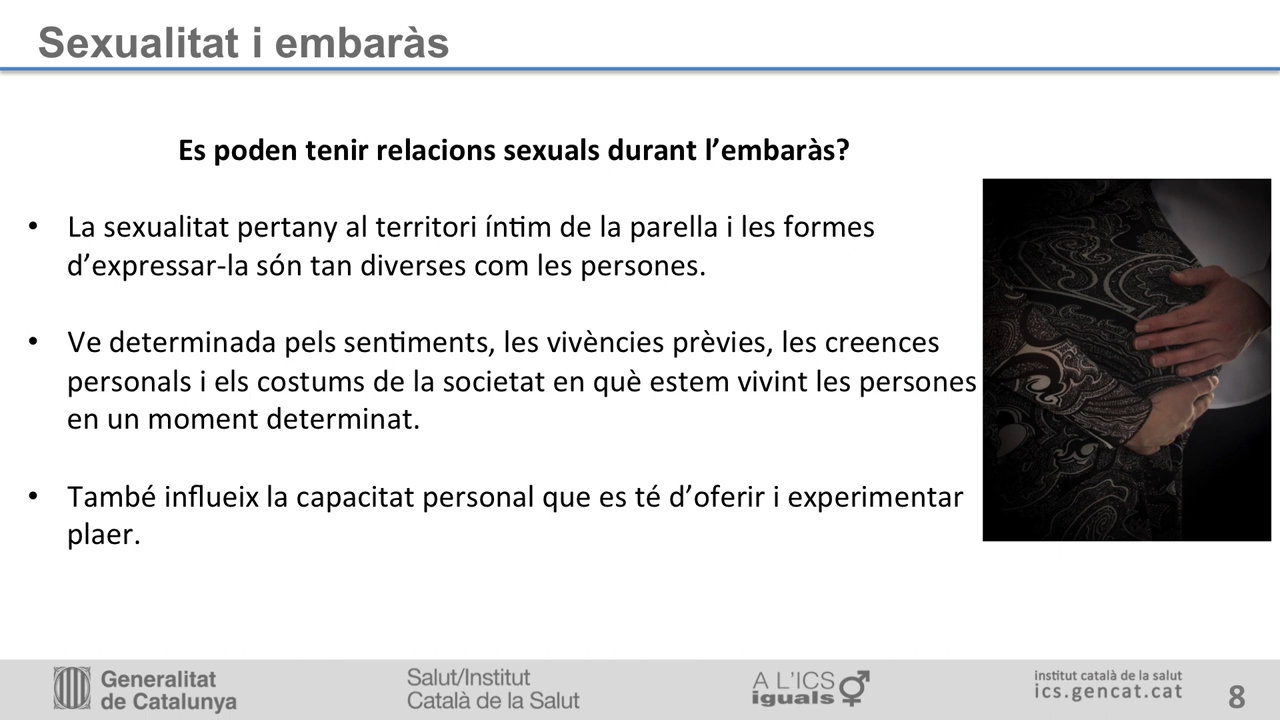 Sexualitat i embaràs
Es poden tenir relacions sexuals durant l’embaràs?
• La sexualitat pertany al territori íntim de la parella i les formes
d’expressar-la són tan diverses com les persones.
• Ve determinada pels sentiments, les vivències prèvies, les creences
personals i els costums de la societat en què estem vivint les persones
en un moment determinat.
• També influeix la capacitat personal que es té d’oferir i experimentar
plaer.
Generalitat
de Catalunya
Salut/Institut
Català de la Salut
A L'ICS
iguals
institut català de la salut
ics.gencat.cat
8